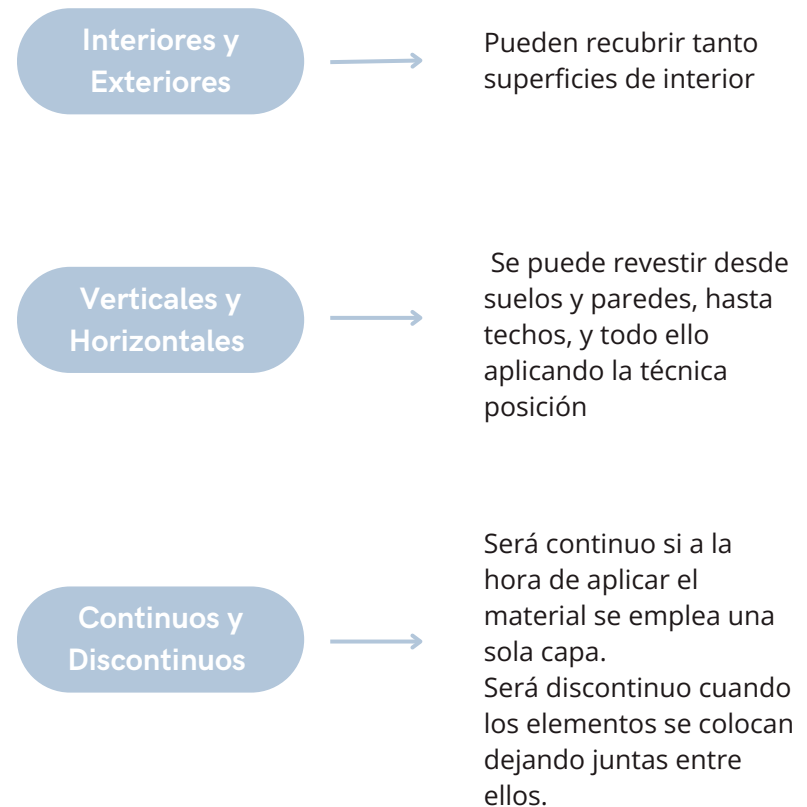 Interiores y
Exteriores
Pueden recubrir tanto
superficies de interior
Verticales y
Horizontales
Se puede revestir desde
suelos y paredes, hasta
techos, y todo ello
aplicando la técnica
posición
Continuos y
Discontinuos
Será continuo si a la
hora de aplicar el
material se emplea una
sola capa.
Será discontinuo cuando
los elementos se colocan
dejando juntas entre
ellos.